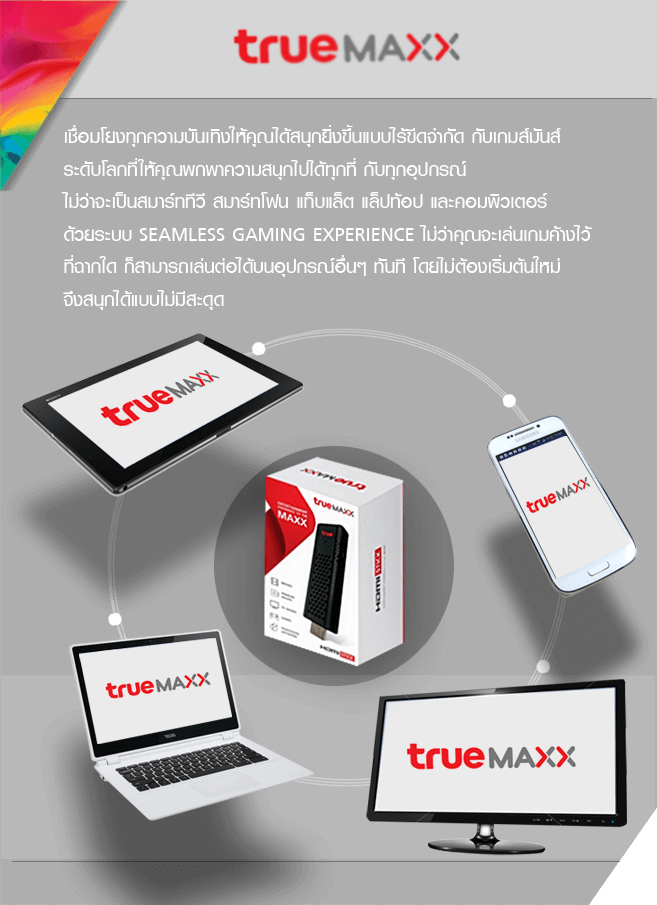 true MAXX
เชื่อมโยงทุกความบันเทิงให้คุณได้สนุกยิ่งขึ้นแบบไร้ขีดจำกัด กับเกมส์มันส์
ระดับโลกที่ให้คุณพกพาความสนุกไปได้ทุกที่ กับทุกอุปกรณ์
ไม่ว่าจะเป็นสมาร์ททีวี สมาร์ทโฟน แท็บแล็ต แล็ปท้อป และคอมพิวเตอร์
ด้วยระบบ SEAMLESS GAMING EXPERIENCE ไม่ว่าคุณจะเล่นเกมค้างไว้
ที่ฉากใด ก็สามารถเล่นต่อได้บนอุปกรณ์อื่นๆ ทันที โดยไม่ต้องเริ่มต้นใหม่
จึงสนุกได้แบบไม่มีสะดุด
true MAXX
SAMSUNG
true MAXX
true MAXX
true MAXX
MAXX
true
HDMI STIXX
HDMI STIXX
true MAXX
true MAXX